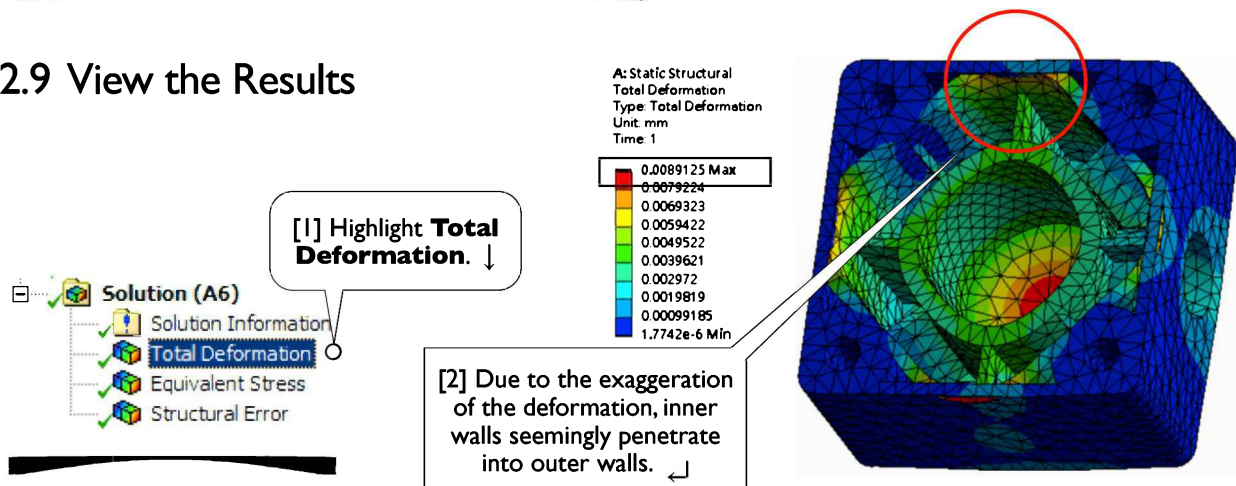 2.9 View the Results
A: Static Structural
Total Deformation
Type: Total Deformation
Unit: mm
Time: 1
0.0089125 Max
0.0079224
0.0069323
0.0059422
0.0049522
0.0039621
0.002972
0.0019819
0.00099185
1.7742e-6 Min
[1] Highlight Total
Deformation. ↓
Solution (A6)
Solution Information
Total Deformation
Equivalent Stress
Structural Error
[2] Due to the exaggeration
of the deformation, inner
walls seemingly penetrate
into outer walls. ↵